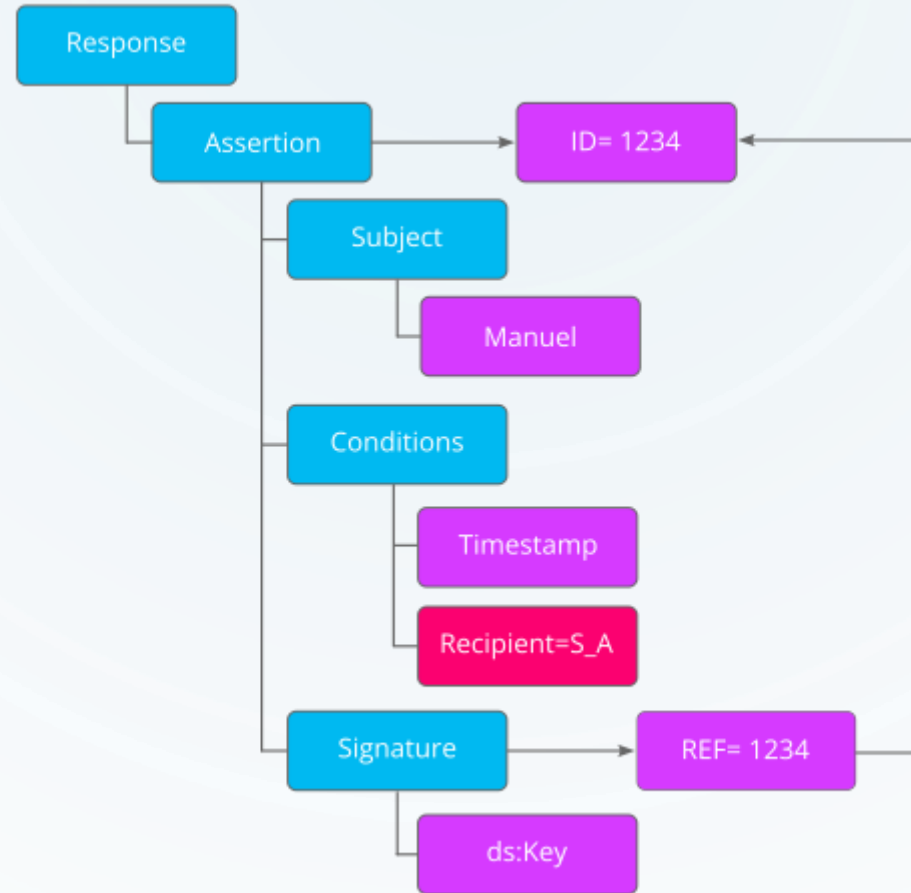 Response
Assertion
ID= 1234
Subject
Manuel
Conditions
Timestamp
Recipient=S_A
Signature
REF= 1234
ds:Key